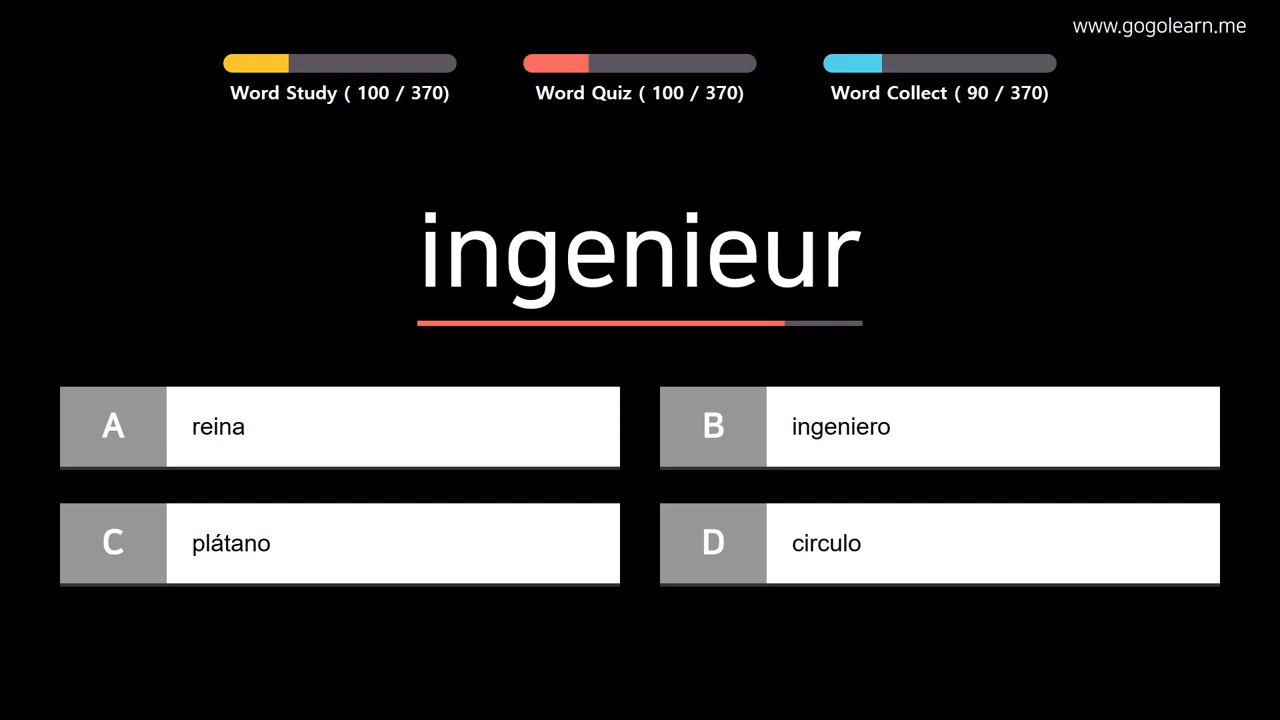 www.gogolearn.me
Word Study ( 100 / 370)
Word Quiz ( 100 / 370)
Word Collect ( 90 / 370)
ingenieur
A
reina
B
ingeniero
C
plátano
D
circulo